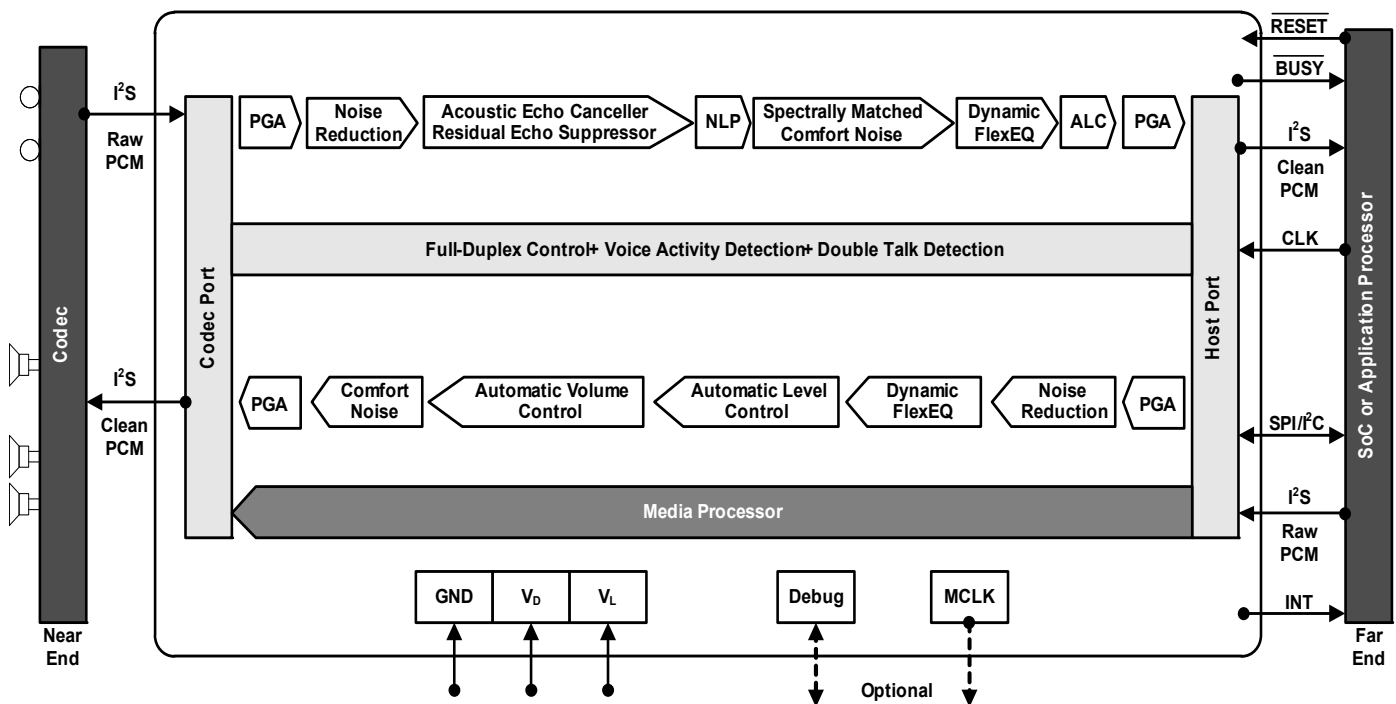 RESET
BUSY
I²S
Raw
PCM
PGA
Noise
Reduction
Acoustic Echo Canceller
Residual Echo Suppressor
NLP
Spectrally Matched
Comfort Noise
Dynamic
FlexEQ
ALC
PGA
I²S
Clean
PCM
Full-Duplex Control+ Voice Activity Detection+ Double Talk Detection
CLK
Codec
Codec Port
Host Port
SoC or Application Processor
I²S
Clean
PCM
PGA
Comfort
Noise
Automatic Volume
Control
Automatic Level
Control
Dynamic
FlexEQ
Noise
Reduction
PGA
SPI/I²C
Media Processor
I²S
Raw
PCM
GND
V_D
V_L
Debug
MCLK
INT
Near
End
Far
End
Optional